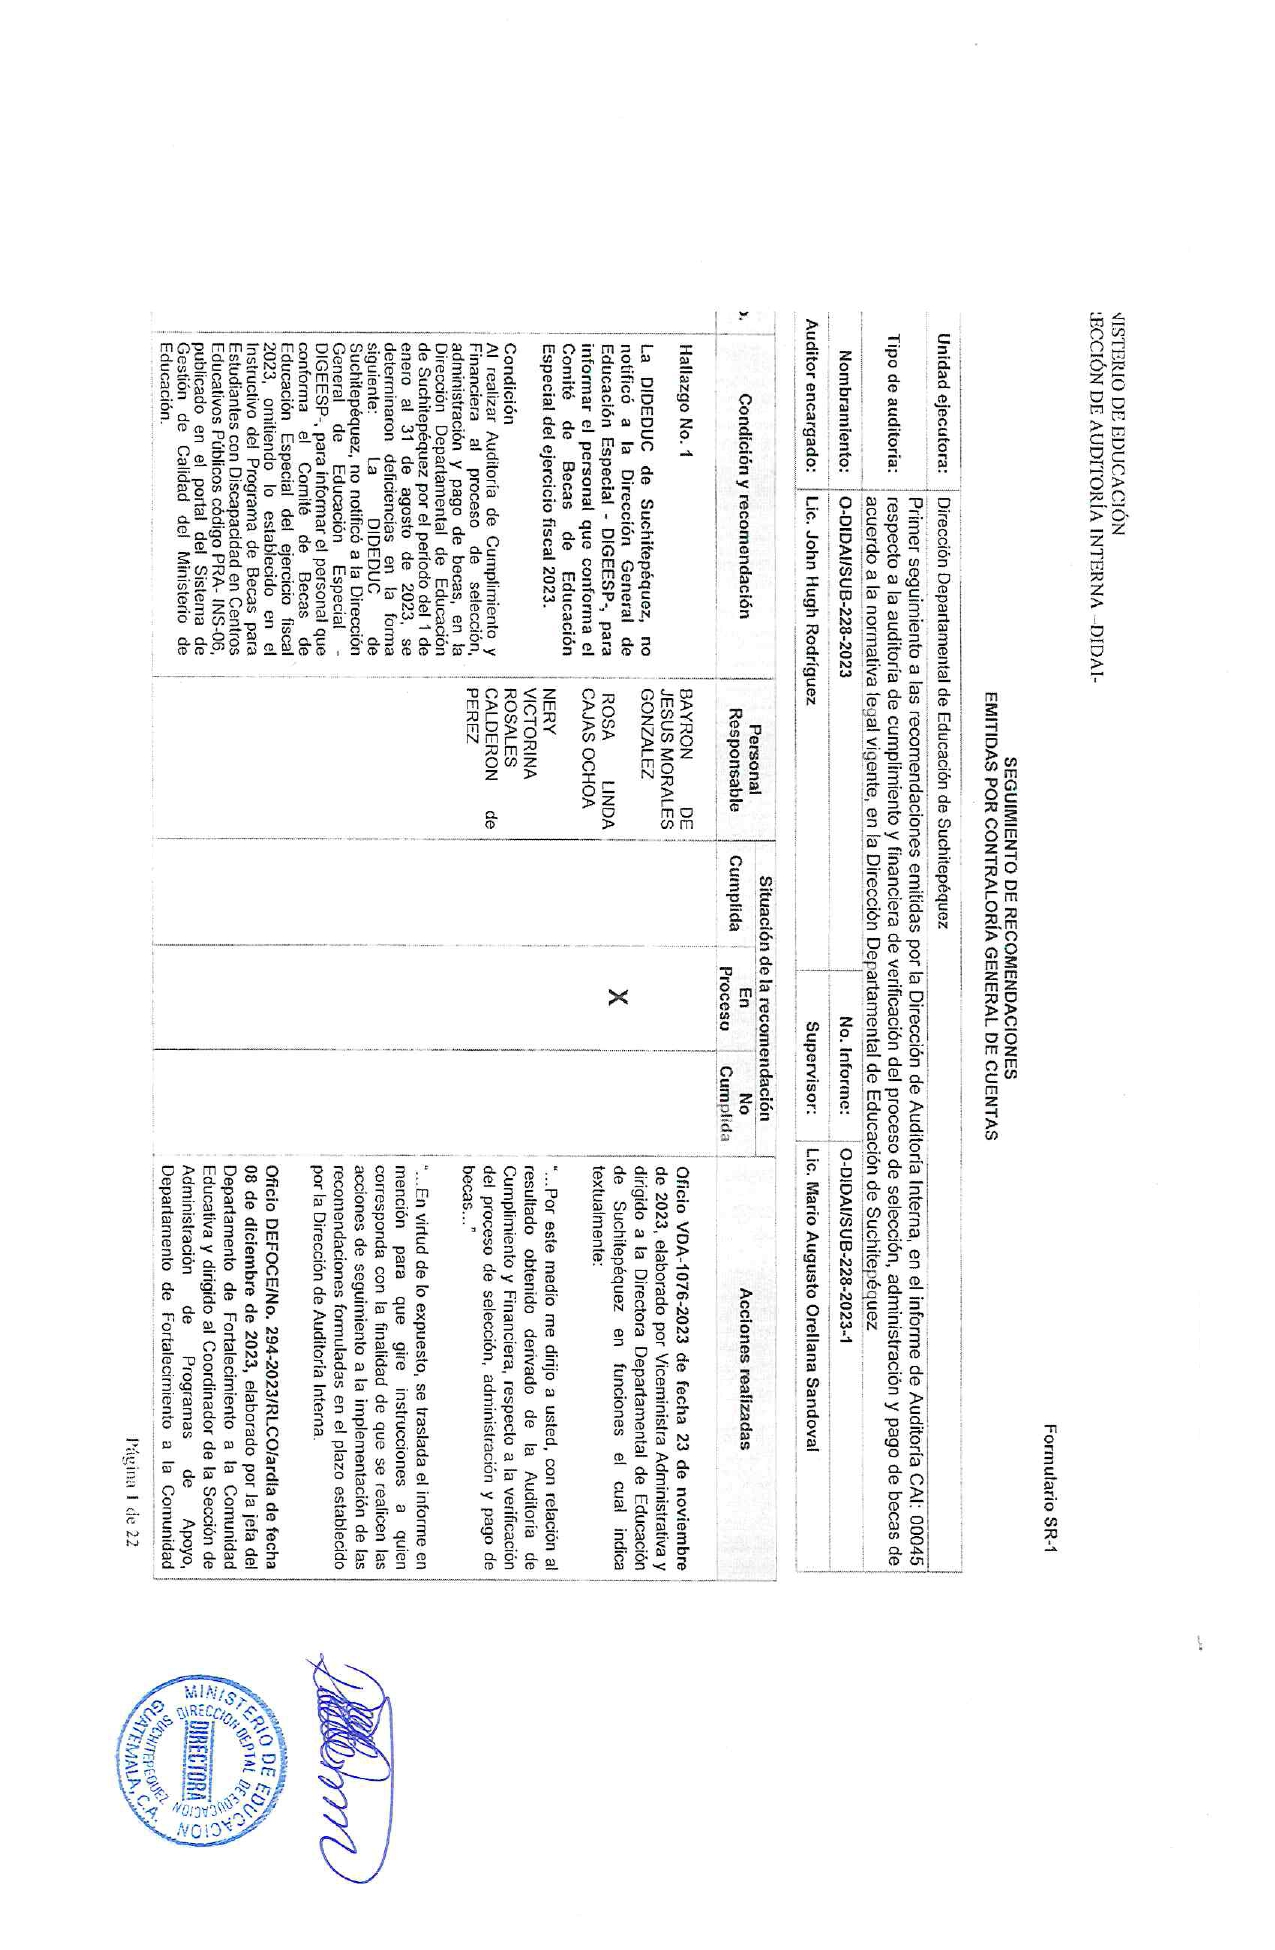 NISTERIO DE EDUCACIÓN
ECCIÓN DE AUDITORÍA INTERNA –DIDAI-
Formulario SR-1
SEGUIMIENTO DE RECOMENDACIONES
EMITIDAS POR CONTRALORÍA GENERAL DE CUENTAS
Unidad ejecutora: Dirección Departamental de Educación de Suchitepéquez
Tipo de auditoria: Primer seguimiento a las recomendaciones emitidas por la Dirección de Auditoría Interna, en el informe de Auditoría CAI: 00045
respecto a la auditoría de cumplimiento y financiera de verificación del proceso de selección, administración y pago de becas de
acuerdo a la normativa legal vigente, en la Dirección Departamental de Educación de Suchitepéquez
Nombramiento: O-DIDAI/SUB-228-2023 No. Informe: O-DIDAI/SUB-228-2023-1
Auditor encargado: Lic. John Hugh Rodríguez Supervisor: Lic. Mario Augusto Orellana Sandoval
Condición y recomendación
Personal
Responsable
Situación de la recomendación
Cumplida
En
Proceso
No
Cumplida
Acciones realizadas
Hallazgo No. 1
La DIDEDUC de Suchitepéquez, no
notificó a la Dirección General de
Educación Especial - DIGEESP-, para
informar el personal que conforma el
Comité de Becas de Educación
Especial del ejercicio fiscal 2023.
Condición
Al realizar Auditoría de Cumplimiento y
Financiera al proceso de selección,
administración y pago de becas, en la
Dirección Departamental de Educación
de Suchitepéquez por el período del 1 de
enero al 31 de agosto de 2023, se
determinaron deficiencias en la forma
siguiente: La DIDEDUC de
Suchitepéquez, no notificó a la Dirección
General de Educación Especial -
DIGEESP-, para informar el personal que
conforma el Comité de Becas de
Educación Especial del ejercicio fiscal
2023, omitiendo lo establecido en el
Instructivo del Programa de Becas para
Estudiantes con Discapacidad en Centros
Educativos Públicos código PRA- INS-06,
publicado en el portal del Sistema de
Gestión de Calidad del Ministerio de
Educación.
BAYRON DE
JESUS MORALES
GONZALEZ
ROSA LINDA
CAJAS OCHOA
NERY
VICTORINA
ROSALES
CALDERON de
PEREZ
X
Oficio VDA-1076-2023 de fecha 23 de noviembre
de 2023, elaborado por Viceministra Administrativa y
dirigido a la Directora Departamental de Educación
de Suchitepéquez en funciones el cual indica
textualmente:
“…Por este medio me dirijo a usted, con relación al
resultado obtenido derivado de la Auditoría de
Cumplimiento y Financiera, respecto a la verificación
del proceso de selección, administración y pago de
becas…”
“…En virtud de lo expuesto, se traslada el informe en
mención para que gire instrucciones a quien
corresponda con la finalidad de que se realicen las
acciones de seguimiento a la implementación de las
recomendaciones formuladas en el plazo establecido
por la Dirección de Auditoría Interna.
Oficio DEFOCE/No. 294-2023/RLCO/ardla de fecha
08 de diciembre de 2023, elaborado por la jefa del
Departamento de Fortalecimiento a la Comunidad
Educativa y dirigido al Coordinador de la Sección de
Administración de Programas de Apoyo,
Departamento de Fortalecimiento a la Comunidad
Página 1 de 22
MINISTERIO DE EDUCACION
DIRECCION DEPTAL DE EDUCACION
DIRECTORA
SUCHITEPEQUEZ
GUATEMALA, C.A.